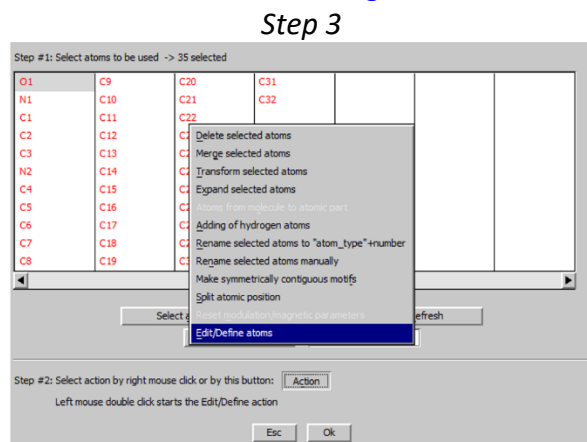 Step 3
Step #1: Select atoms to be used -> 35 selected
O1 C9 C20 C31
N1 C10 C21 C32
C1 C11 C22
C2 C12
C3 C13
N2 C14
C4 C15
C5 C16
C6 C17
C7 C18
C8 C19
Delete selected atoms
Merge selected atoms
Transform selected atoms
Expand selected atoms
Atoms from molecule to atomic part
Adding of hydrogen atoms
Rename selected atoms to "atom_type"+number
Rename selected atoms manually
Make symmetrically contiguous motifs
Split atomic position
Reset modulation/magnetic parameters
Edit/Define atoms
Select
Step #2: Select action by right mouse click or by this button: Action
Left mouse double click starts the Edit/Define action
Esc Ok